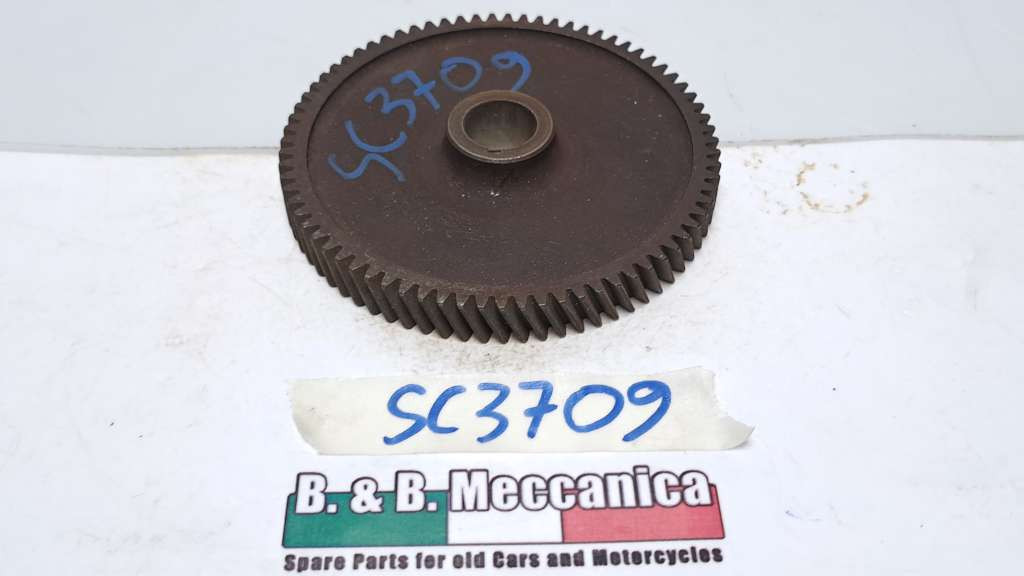 SC3709
SC3709
B. & B. Meccanica
Spare Parts for old Cars and Motorcycles